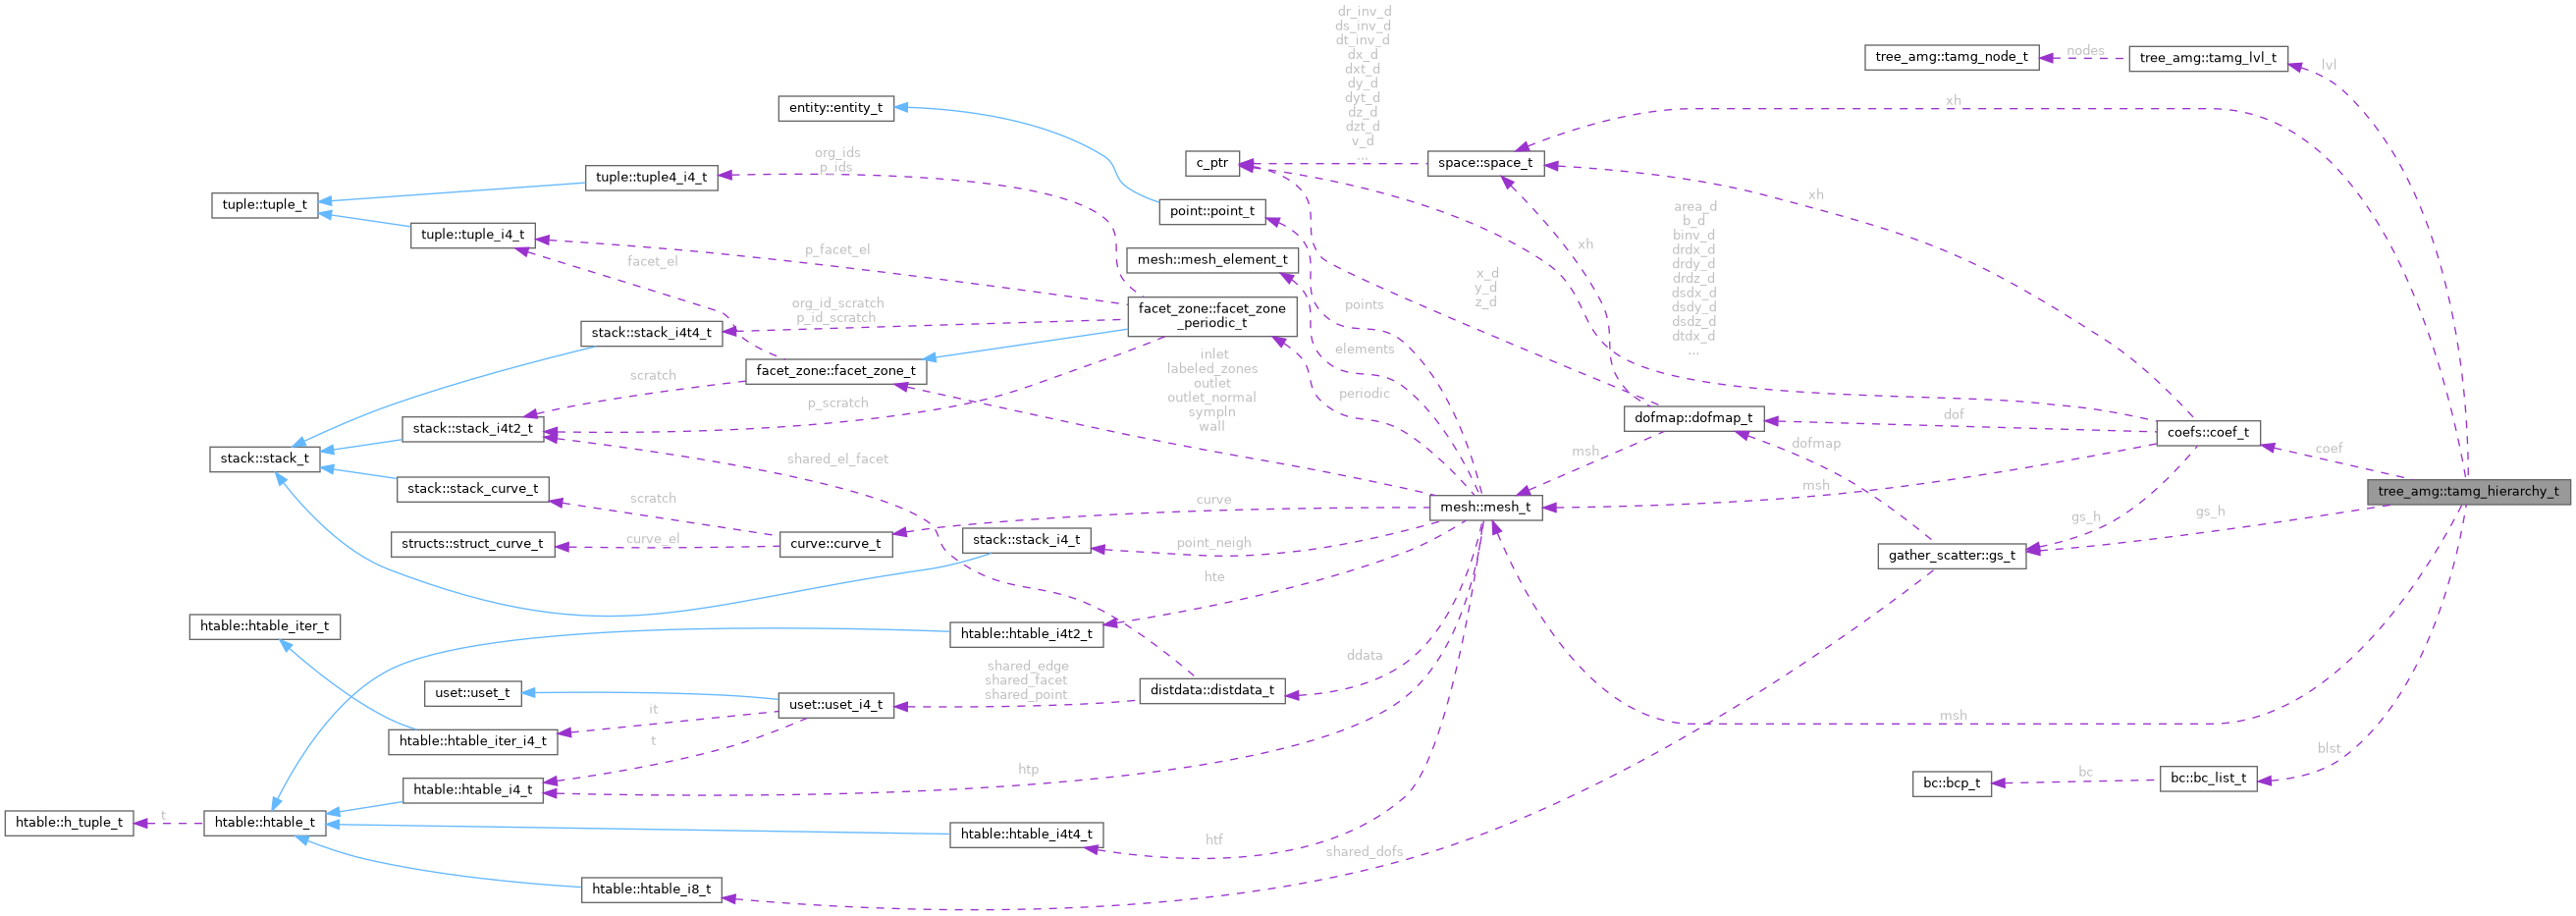 dr_inv_d
ds_inv_d
dt_inv_d
dx_d
dxt_d
dy_d
dyt_d
dz_d
dzt_d
v_d
...
tree_amg::tamg_node_t
nodes
tree_amg::tamg_lvl_t
lvl
entity::entity_t
xh
org_ids
p_ids
c_ptr
space::space_t
tuple::tuple4_i4_t
tuple::tuple_t
point::point_t
xh
area_d
b_d
binv_d
drdx_d
drdy_d
drdz_d
dsdx_d
dsdy_d
dsdz_d
dtdx_d
...
tuple::tuple_i4_t
p_facet_el
facet_el
mesh::mesh_element_t
xh
x_d
y_d
z_d
org_id_scratch
p_id_scratch
facet_zone::facet_zone
_periodic_t
points
stack::stack_i4t4_t
elements
facet_zone::facet_zone_t
scratch
inlet
labeled_zones
outlet
outlet_normal
sympln
wall
periodic
p_scratch
dofmap::dofmap_t
dof
stack::stack_i4t2_t
coefs::coef_t
dofmap
coef
stack::stack_t
shared_el_facet
msh
msh
tree_amg::tamg_hierarchy_t
stack::stack_curve_t
scratch
curve
mesh::mesh_t
gs_h
gs_h
structs::struct_curve_t
curve_el
curve::curve_t
stack::stack_i4_t
point_neigh
gather_scatter::gs_t
hte
htable::htable_iter_t
htable::htable_i4t2_t
ddata
shared_edge
shared_facet
shared_point
uset::uset_t
distdata::distdata_t
uset::uset_i4_t
it
msh
htable::htable_iter_i4_t
t
blst
htp
bc::bcp_t
bc
bc::bc_list_t
htable::htable_i4_t
htable::h_tuple_t
t
htable::htable_t
htable::htable_i4t4_t
htf
shared_dofs
htable::htable_i8_t